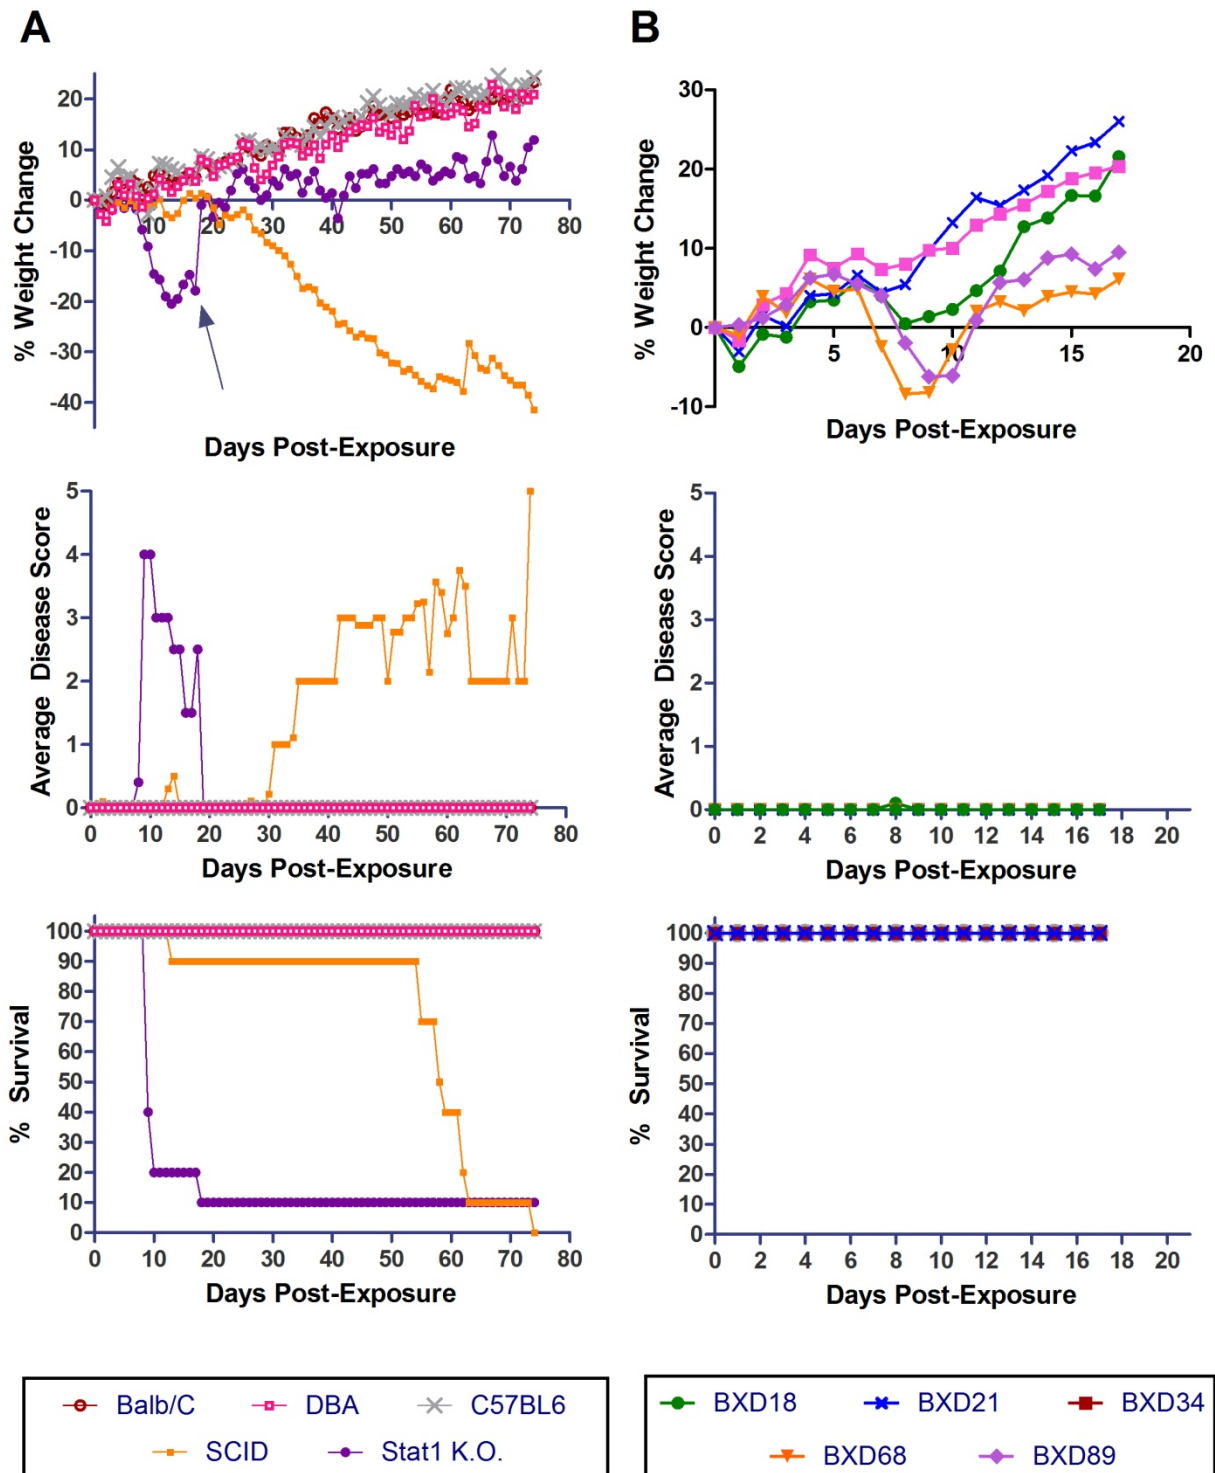 A
B
% Weight Change
20
10
0
-10
-20
-30
-40
10 20 30 40 50 60 70 80
Days Post-Exposure
% Weight Change
30
20
10
0
-10
5 10 15 20
Days Post-Exposure
Average Disease Score
5
4
3
2
1
0
0 10 20 30 40 50 60 70 80
Days Post-Exposure
Average Disease Score
5
4
3
2
1
0
0 2 4 6 8 10 12 14 16 18 20
Days Post-Exposure
% Survival
100
90
80
70
60
50
40
30
20
10
0
0 10 20 30 40 50 60 70 80
Days Post-Exposure
% Survival
100
90
80
70
60
50
40
30
20
10
0
0 2 4 6 8 10 12 14 16 18 20
Days Post-Exposure
Balb/C DBA C57BL6
SCID Stat1 K.O.
BXD18 BXD21 BXD34
BXD68 BXD89